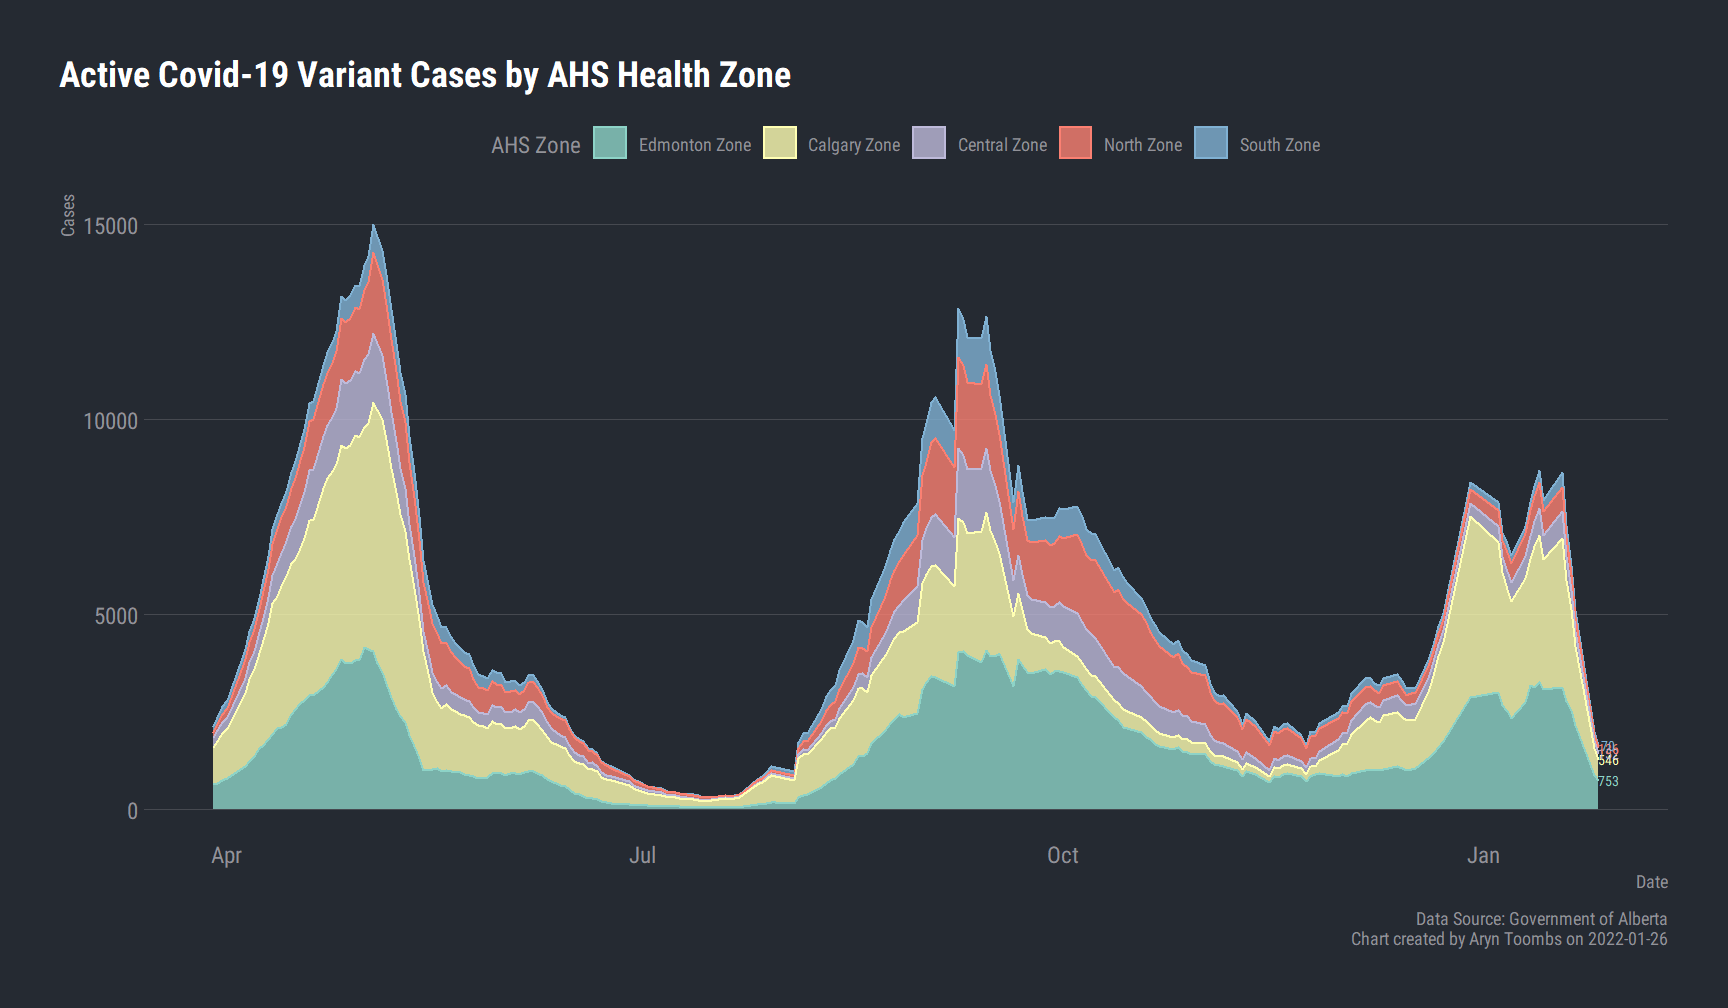 Active Covid-19 Variant Cases by AHS Health Zone
AHS Zone Edmonton Zone Calgary Zone Central Zone North Zone South Zone
Cases
15000
10000
5000
0
546
753
Apr Jul Oct Jan
Date
Data Source: Government of Alberta
Chart created by Aryn Toombs on 2022-01-26